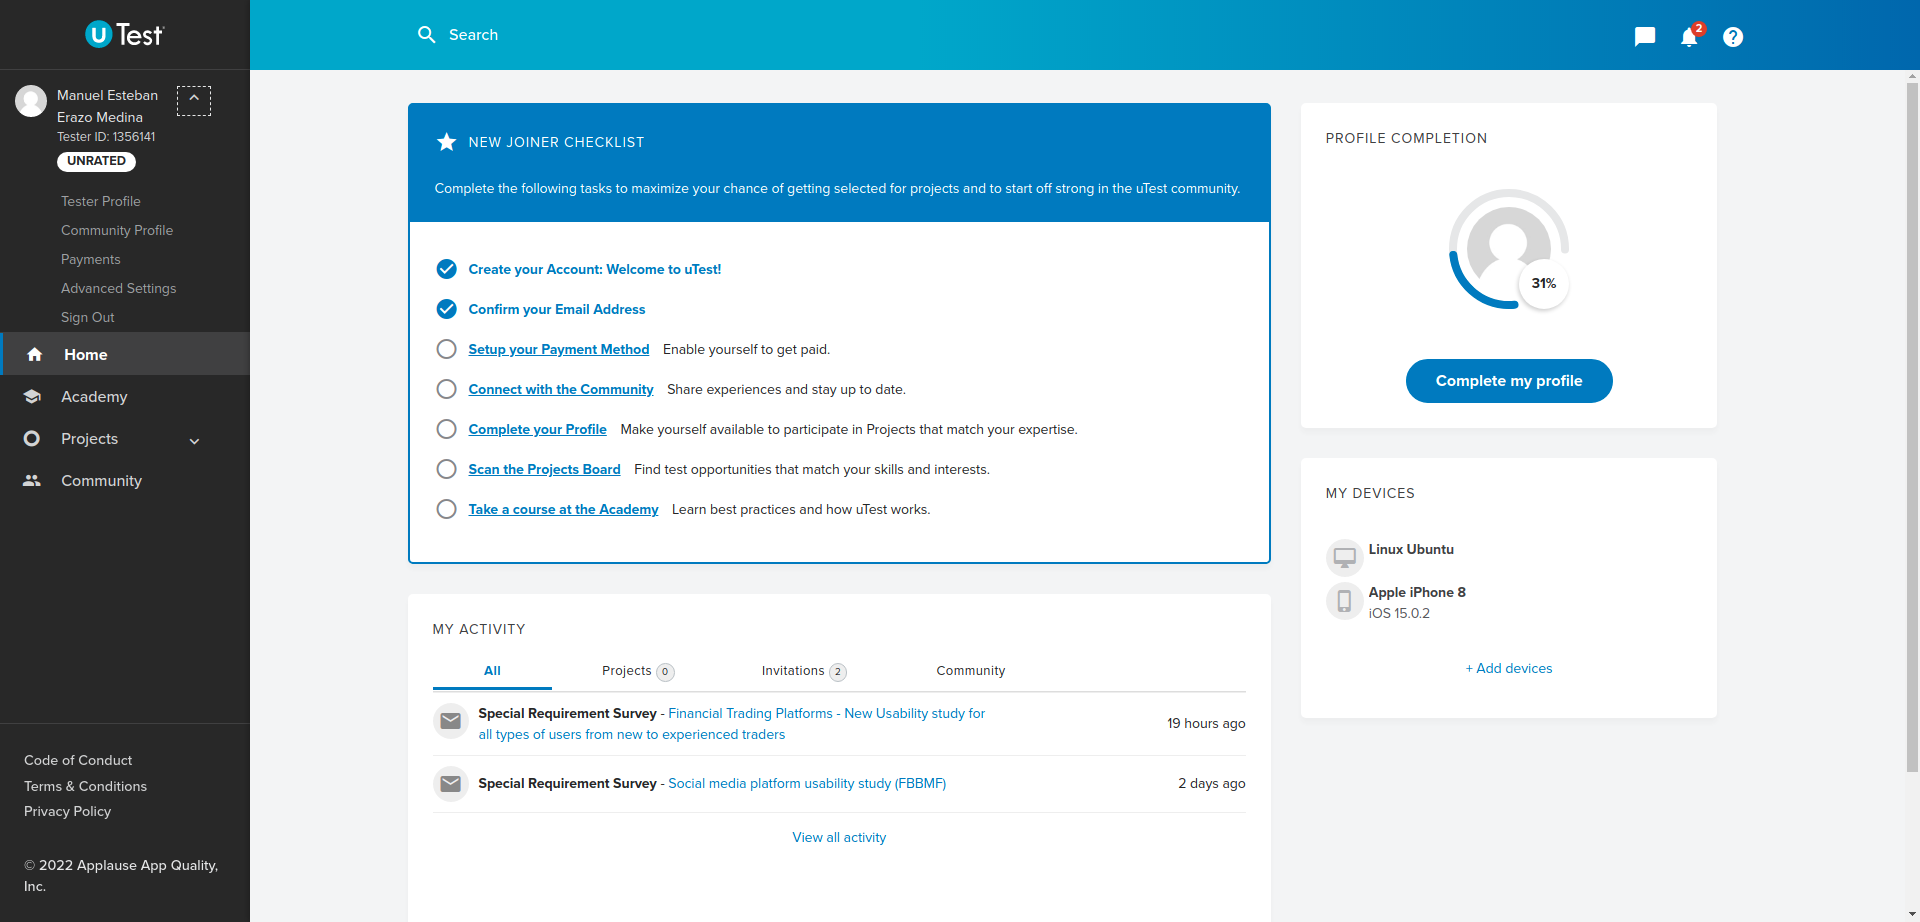 uTest
Search
2
Manuel Esteban
Erazo Medina
Tester ID: 1356141
UNRATED
Tester Profile
Community Profile
Payments
Advanced Settings
Sign Out
Home
Academy
Projects
Community
Code of Conduct
Terms & Conditions
Privacy Policy
© 2022 Applause App Quality,
Inc.
NEW JOINER CHECKLIST
Complete the following tasks to maximize your chance of getting selected for projects and to start off strong in the uTest community.
Create your Account: Welcome to uTest!
Confirm your Email Address
Setup your Payment Method Enable yourself to get paid.
Connect with the Community Share experiences and stay up to date.
Complete your Profile Make yourself available to participate in Projects that match your expertise.
Scan the Projects Board Find test opportunities that match your skills and interests.
Take a course at the Academy Learn best practices and how uTest works.
MY ACTIVITY
All Projects 0 Invitations 2 Community
Special Requirement Survey - Financial Trading Platforms - New Usability study for
all types of users from new to experienced traders
19 hours ago
Special Requirement Survey - Social media platform usability study (FBBMF)
2 days ago
View all activity
PROFILE COMPLETION
31%
Complete my profile
MY DEVICES
Linux Ubuntu
Apple iPhone 8
iOS 15.0.2
+ Add devices